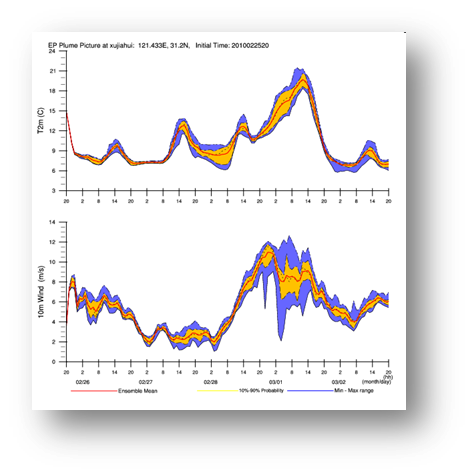 EP Plume Picture at xujiahui: 121.433E, 31.2N, Initial Time: 2010022520
T2m (C)
24
21
18
15
12
9
6
3
20 2 8 14 20 2 8 14 20 2 8 14 20 2 8 14 20 2 8 14 20
10m Wind (m/s)
14
12
10
8
6
4
2
0
20 2 8 14 20 2 8 14 20 2 8 14 20 2 8 14 20 2 8 14 20
(hh)
02/26 02/27 02/28 03/01 03/02 (month/day)
Ensemble Mean 10%-90% Probability Min - Max range